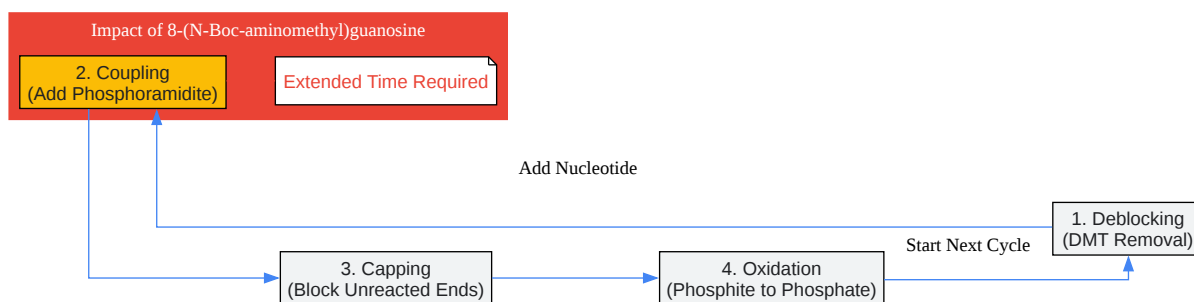 Impact of 8-(N-Boc-aminomethyl)guanosine
2. Coupling
(Add Phosphoramidite)
Extended Time Required
Add Nucleotide
1. Deblocking
(DMT Removal)
Start Next Cycle
3. Capping
(Block Unreacted Ends)
4. Oxidation
(Phosphite to Phosphate)